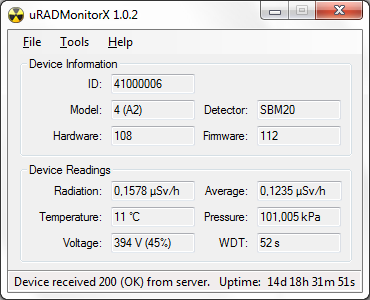 uRADMonitorX 1.0.2
File Tools Help
Device Information
ID: 41000006
Model: 4 (A2) Detector: SBM20
Hardware: 108 Firmware: 112
Device Readings
Radiation: 0,1578 µSv/h Average: 0,1235 µSv/h
Temperature: 11 °C Pressure: 101,005 kPa
Voltage: 394 V (45%) WDT: 52 s
Device received 200 (OK) from server. Uptime: 14d 18h 31m 51s